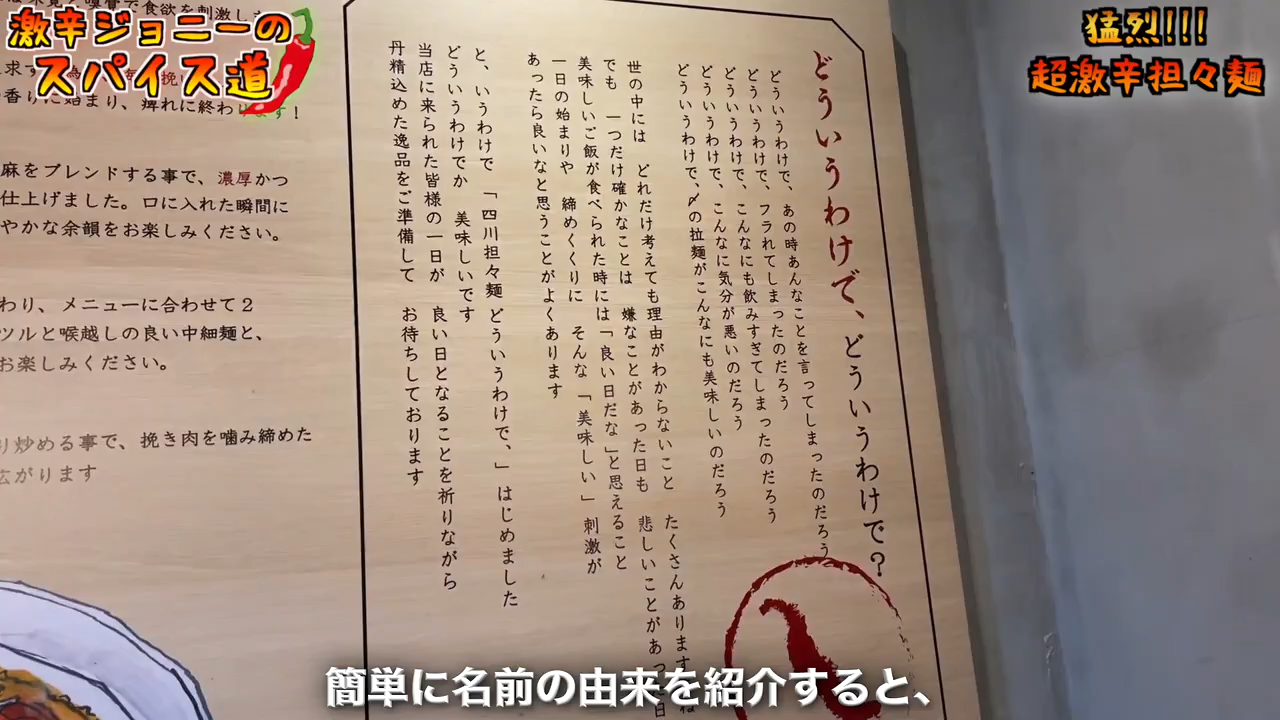 激辛ジョニーの
スパイス道
猛烈!!!
超激辛担々麺
どういうわけで、どういうわけで?
どういうわけで、あの時あんなことを言ってしまったのだろう
どういうわけで、フラれてしまったのだろう
どういうわけで、こんなにも飲みすぎてしまったのだろう
どういうわけで、こんなに気分が悪いのだろう
どういうわけで、〆の拉麺がこんなにも美味しいのだろう
世の中には どれだけ考えても理由がわからないこと たくさんあります
でも 一つだけ確かなことは 嫌なことがあった日も 悲しいことがあっ
美味しいご飯が食べられた時には「良い日だな」と思えること
一日の始まりや 締めくくりに そんな「美味しい」刺激が
あったら良いなと思うことがよくあります
と、いうわけで 「四川担々麺 どういうわけで、」はじめました
どういうわけでか 美味しいです
当店に来られた皆様の一日が 良い日となることを祈りながら
丹精込めた逸品をご準備して お待ちしております
で食欲を刺激し
香りに始まり、痺れに終わ
麻をブレンドする事で、濃厚かつ
仕上げました。口に入れた瞬間に
やかな余韻をお楽しみください。
わり、メニューに合わせて2
ツルと喉越しの良い中細麺と、
お楽しみください。
り炒める事で、挽き肉を噛み締めた
広がります
簡単に名前の由来を紹介すると、